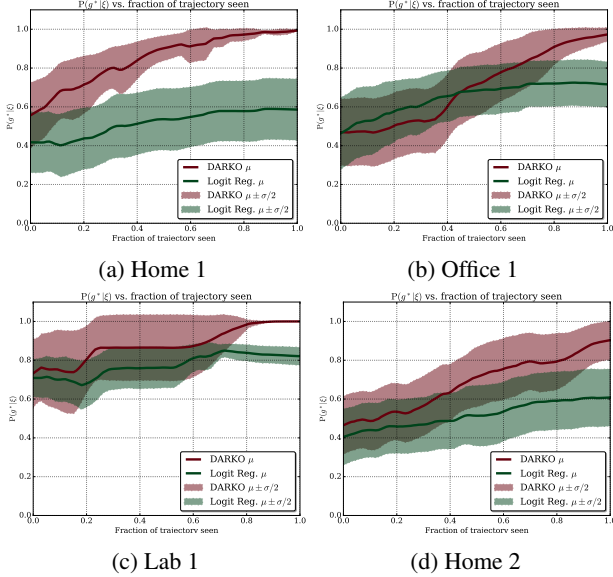 P(g*|ξ) vs. fraction of trajectory seen
1.0
0.8
0.6
0.4
0.2
0.0
P(g*|ξ)
DARKO μ
Logit Reg. μ
DARKO μ ± σ/2
Logit Reg. μ ± σ/2
0.0 0.2 0.4 0.6 0.8 1.0
Fraction of trajectory seen
(a) Home 1
P(g*|ξ) vs. fraction of trajectory seen
1.0
0.8
0.6
0.4
0.2
0.0
P(g*|ξ)
DARKO μ
Logit Reg. μ
DARKO μ ± σ/2
Logit Reg. μ ± σ/2
0.0 0.2 0.4 0.6 0.8 1.0
Fraction of trajectory seen
(b) Office 1
P(g*|ξ) vs. fraction of trajectory seen
1.0
0.8
0.6
0.4
0.2
0.0
P(g*|ξ)
DARKO μ
Logit Reg. μ
DARKO μ ± σ/2
Logit Reg. μ ± σ/2
0.0 0.2 0.4 0.6 0.8 1.0
Fraction of trajectory seen
(c) Lab 1
P(g*|ξ) vs. fraction of trajectory seen
1.0
0.8
0.6
0.4
0.2
0.0
P(g*|ξ)
DARKO μ
Logit Reg. μ
DARKO μ ± σ/2
Logit Reg. μ ± σ/2
0.0 0.2 0.4 0.6 0.8 1.0
Fraction of trajectory seen
(d) Home 2